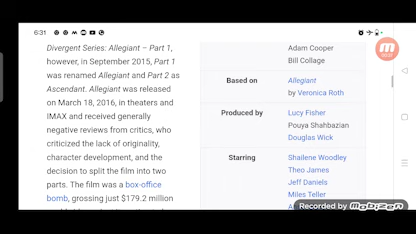 6:31
Divergent Series: Allegiant – Part 1,
however, in September 2015, Part 1
was renamed Allegiant and Part 2 as
Ascendant. Allegiant was released
on March 18, 2016, in theaters and
IMAX and received generally
negative reviews from critics, who
criticized the lack of originality,
character development, and the
decision to split the film into two
parts. The film was a box-office
bomb, grossing just $179.2 million
Adam Cooper
Bill Collage
Based on
Allegiant
by Veronica Roth
Produced by
Lucy Fisher
Pouya Shahbazian
Douglas Wick
Starring
Shailene Woodley
Theo James
Jeff Daniels
Miles Teller
Recorded by
Mobizen